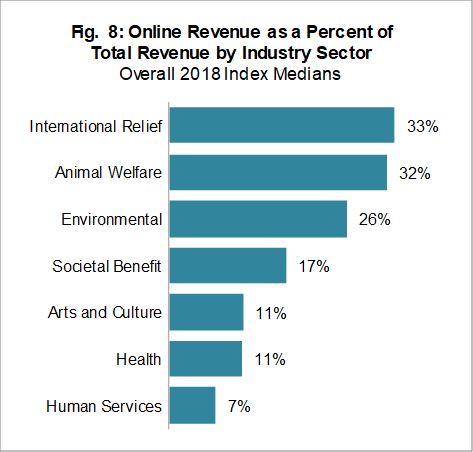 Fig. 8: Online Revenue as a Percent of
Total Revenue by Industry Sector
Overall 2018 Index Medians
International Relief 33%
Animal Welfare 32%
Environmental 26%
Societal Benefit 17%
Arts and Culture 11%
Health 11%
Human Services 7%